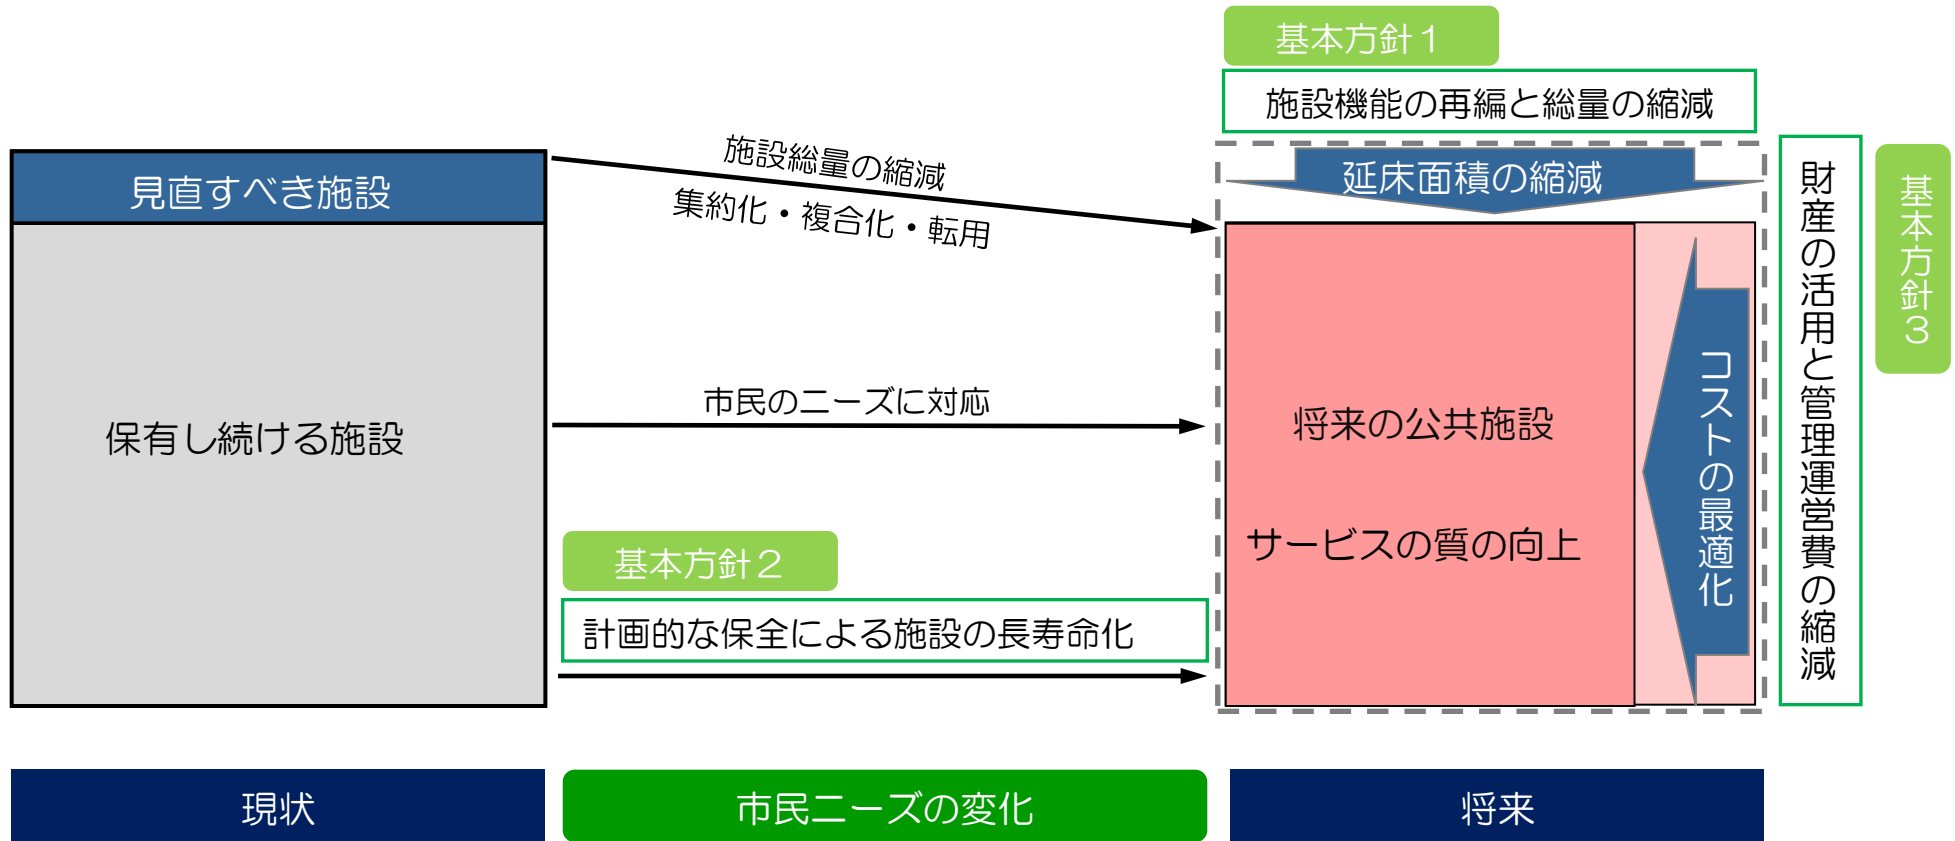 基本方針１
施設機能の再編と総量の縮減
見直すべき施設
保有し続ける施設
施設総量の縮減
集約化・複合化・転用
市民のニーズに対応
基本方針２
計画的な保全による施設の長寿命化
延床面積の縮減
将来の公共施設
サービスの質の向上
コストの最適化
財産の活用と管理運営費の縮減
基本方針３
現状
市民ニーズの変化
将来